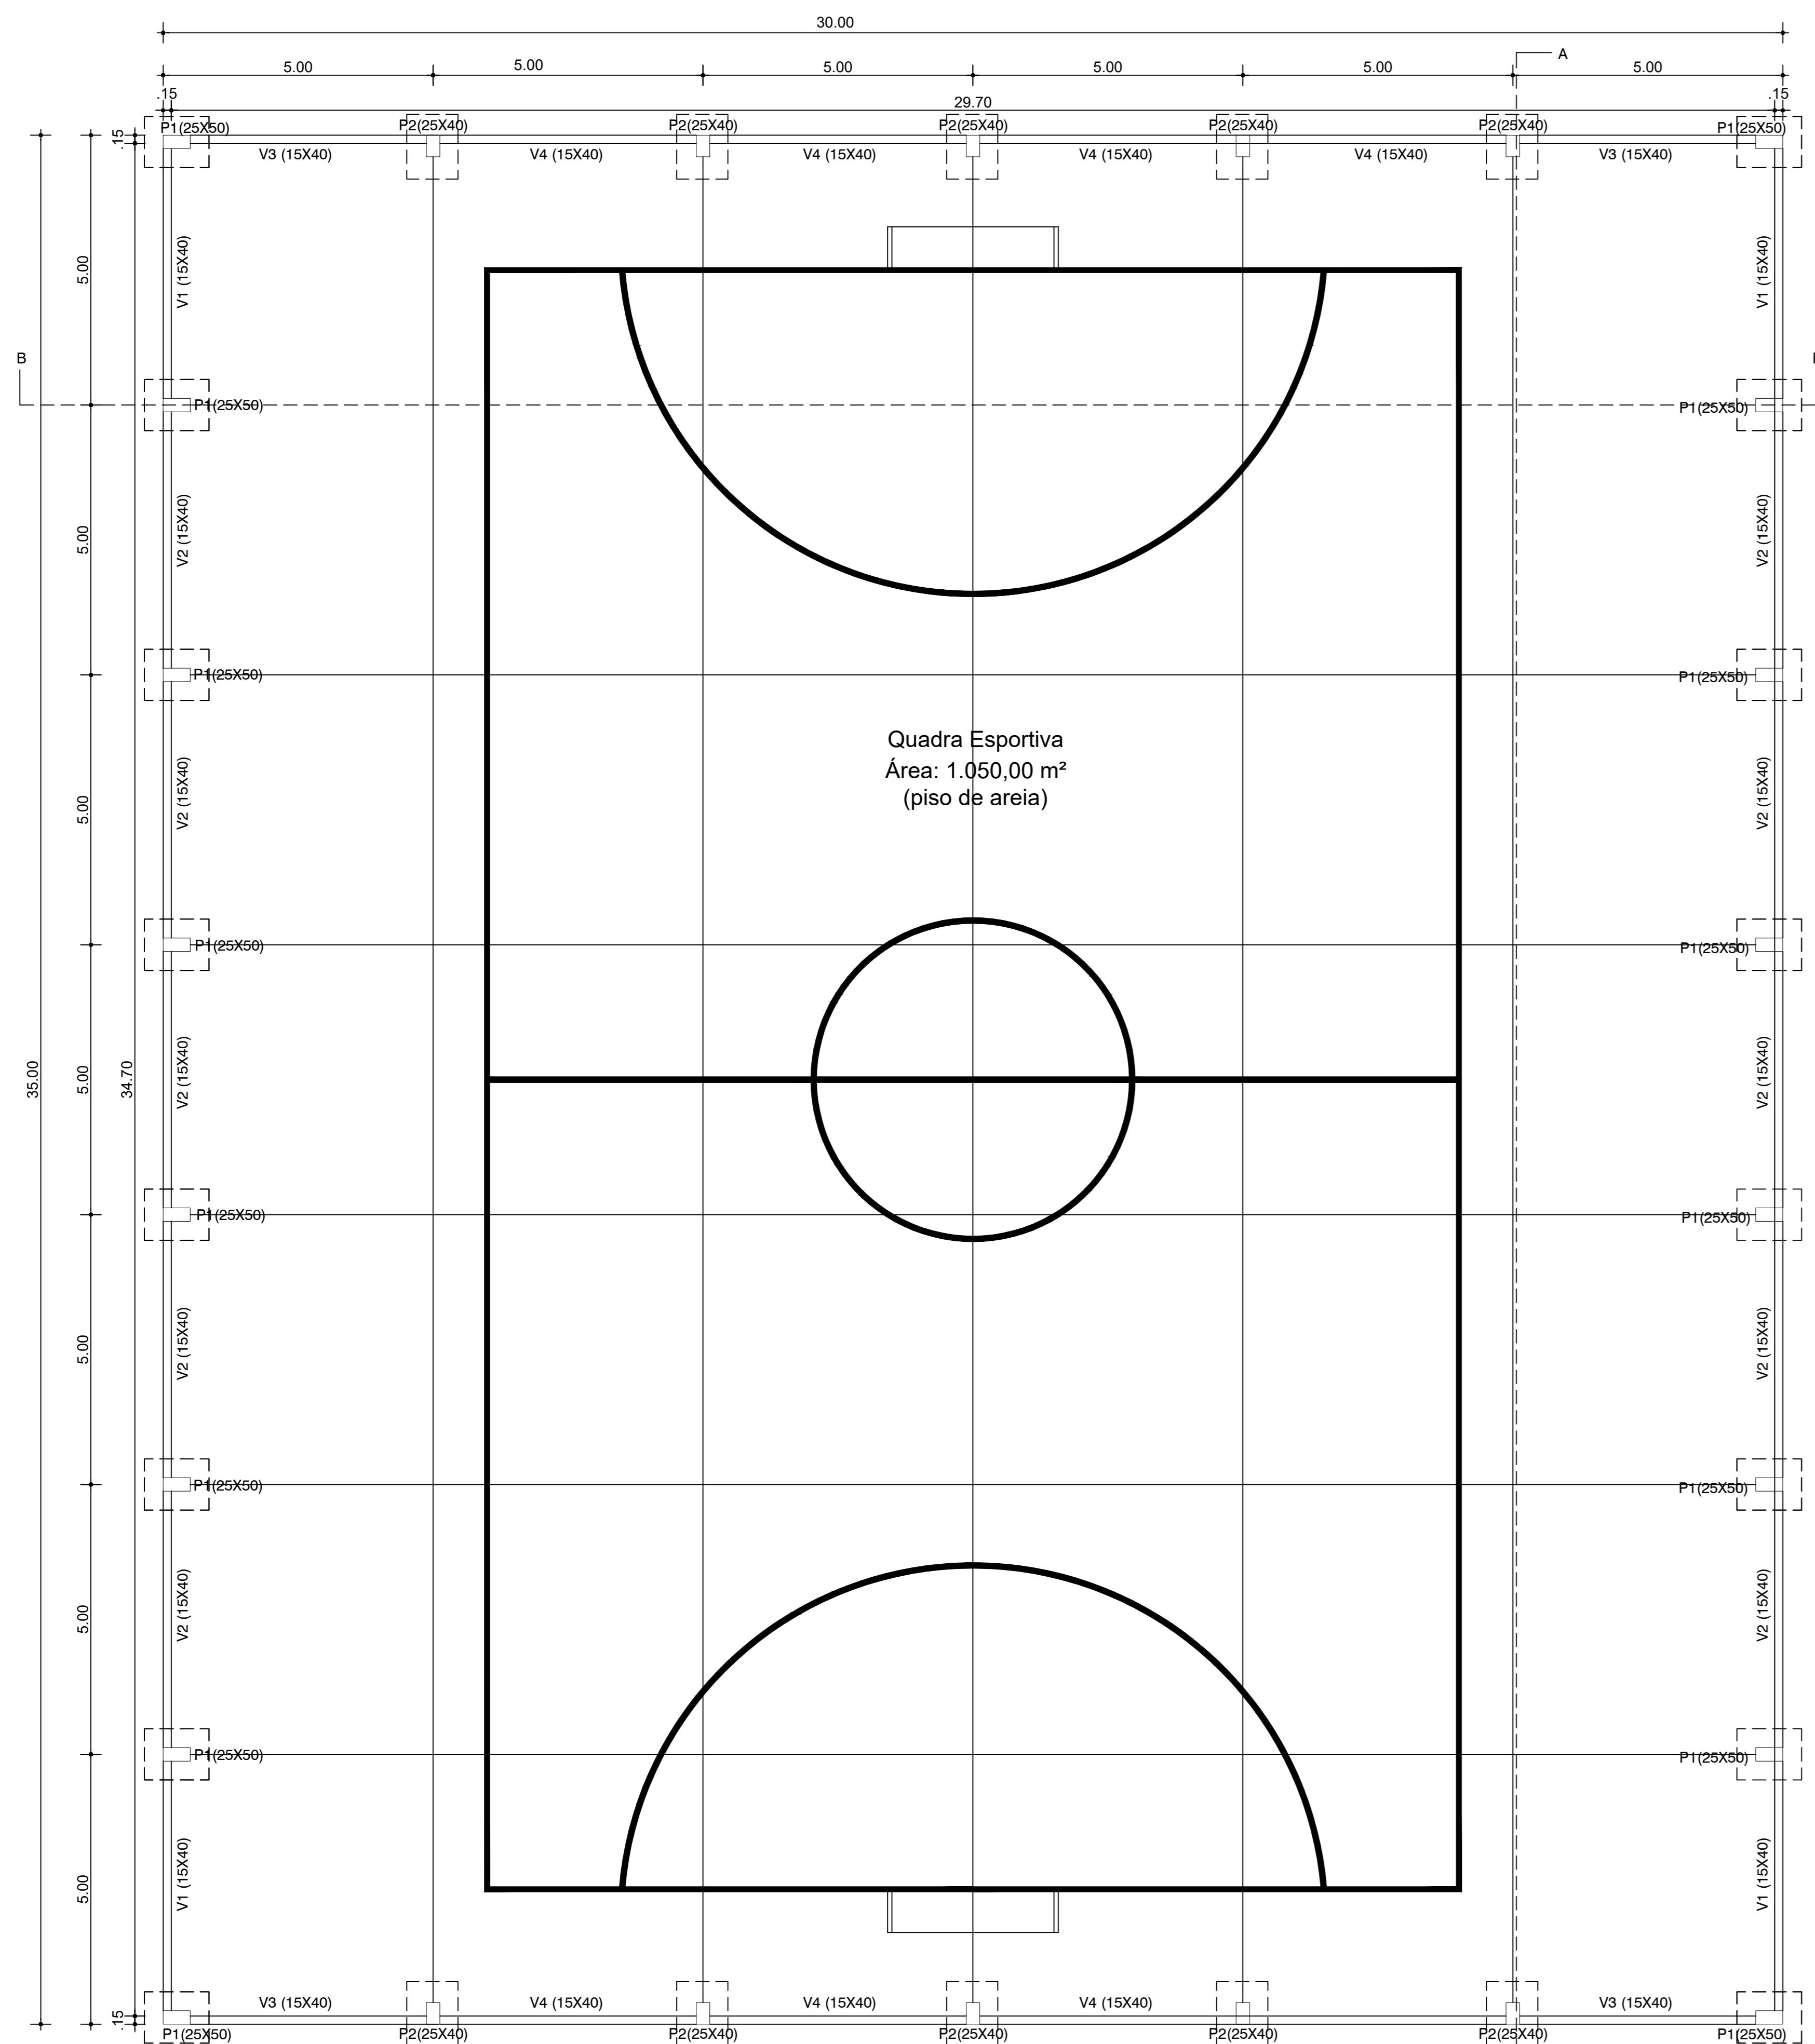 30.00
A
5.00
5.00
5.00
5.00
5.00
5.00
.15
29.70
.15
P1(25X50)
P2(25X40)
P2(25X40)
P2(25X40)
P2(25X40)
P2(25X40)
P1(25X50)
.15
V3 (15X40)
V4 (15X40)
V4 (15X40)
V4 (15X40)
V4 (15X40)
V3 (15X40)
5.00
V1 (15X40)
V1 (15X40)
B
P1(25X50)
P1(25X50)
5.00
V2 (15X40)
V2 (15X40)
P1(25X50)
P1(25X50)
Quadra Esportiva
Área: 1.050,00 m²
(piso de areia)
5.00
V2 (15X40)
V2 (15X40)
P1(25X50)
P1(25X50)
35.00
5.00
34.70
V2 (15X40)
V2 (15X40)
P1(25X50)
P1(25X50)
5.00
V2 (15X40)
V2 (15X40)
P1(25X50)
P1(25X50)
5.00
V2 (15X40)
V2 (15X40)
P1(25X50)
P1(25X50)
5.00
V1 (15X40)
V1 (15X40)
.15
V3 (15X40)
V4 (15X40)
V4 (15X40)
V4 (15X40)
V3 (15X40)
P1(25X50)
P2(25X40)
P2(25X40)
P2(25X40)
P2(25X40)
P2(25X40)
P1(25X50)